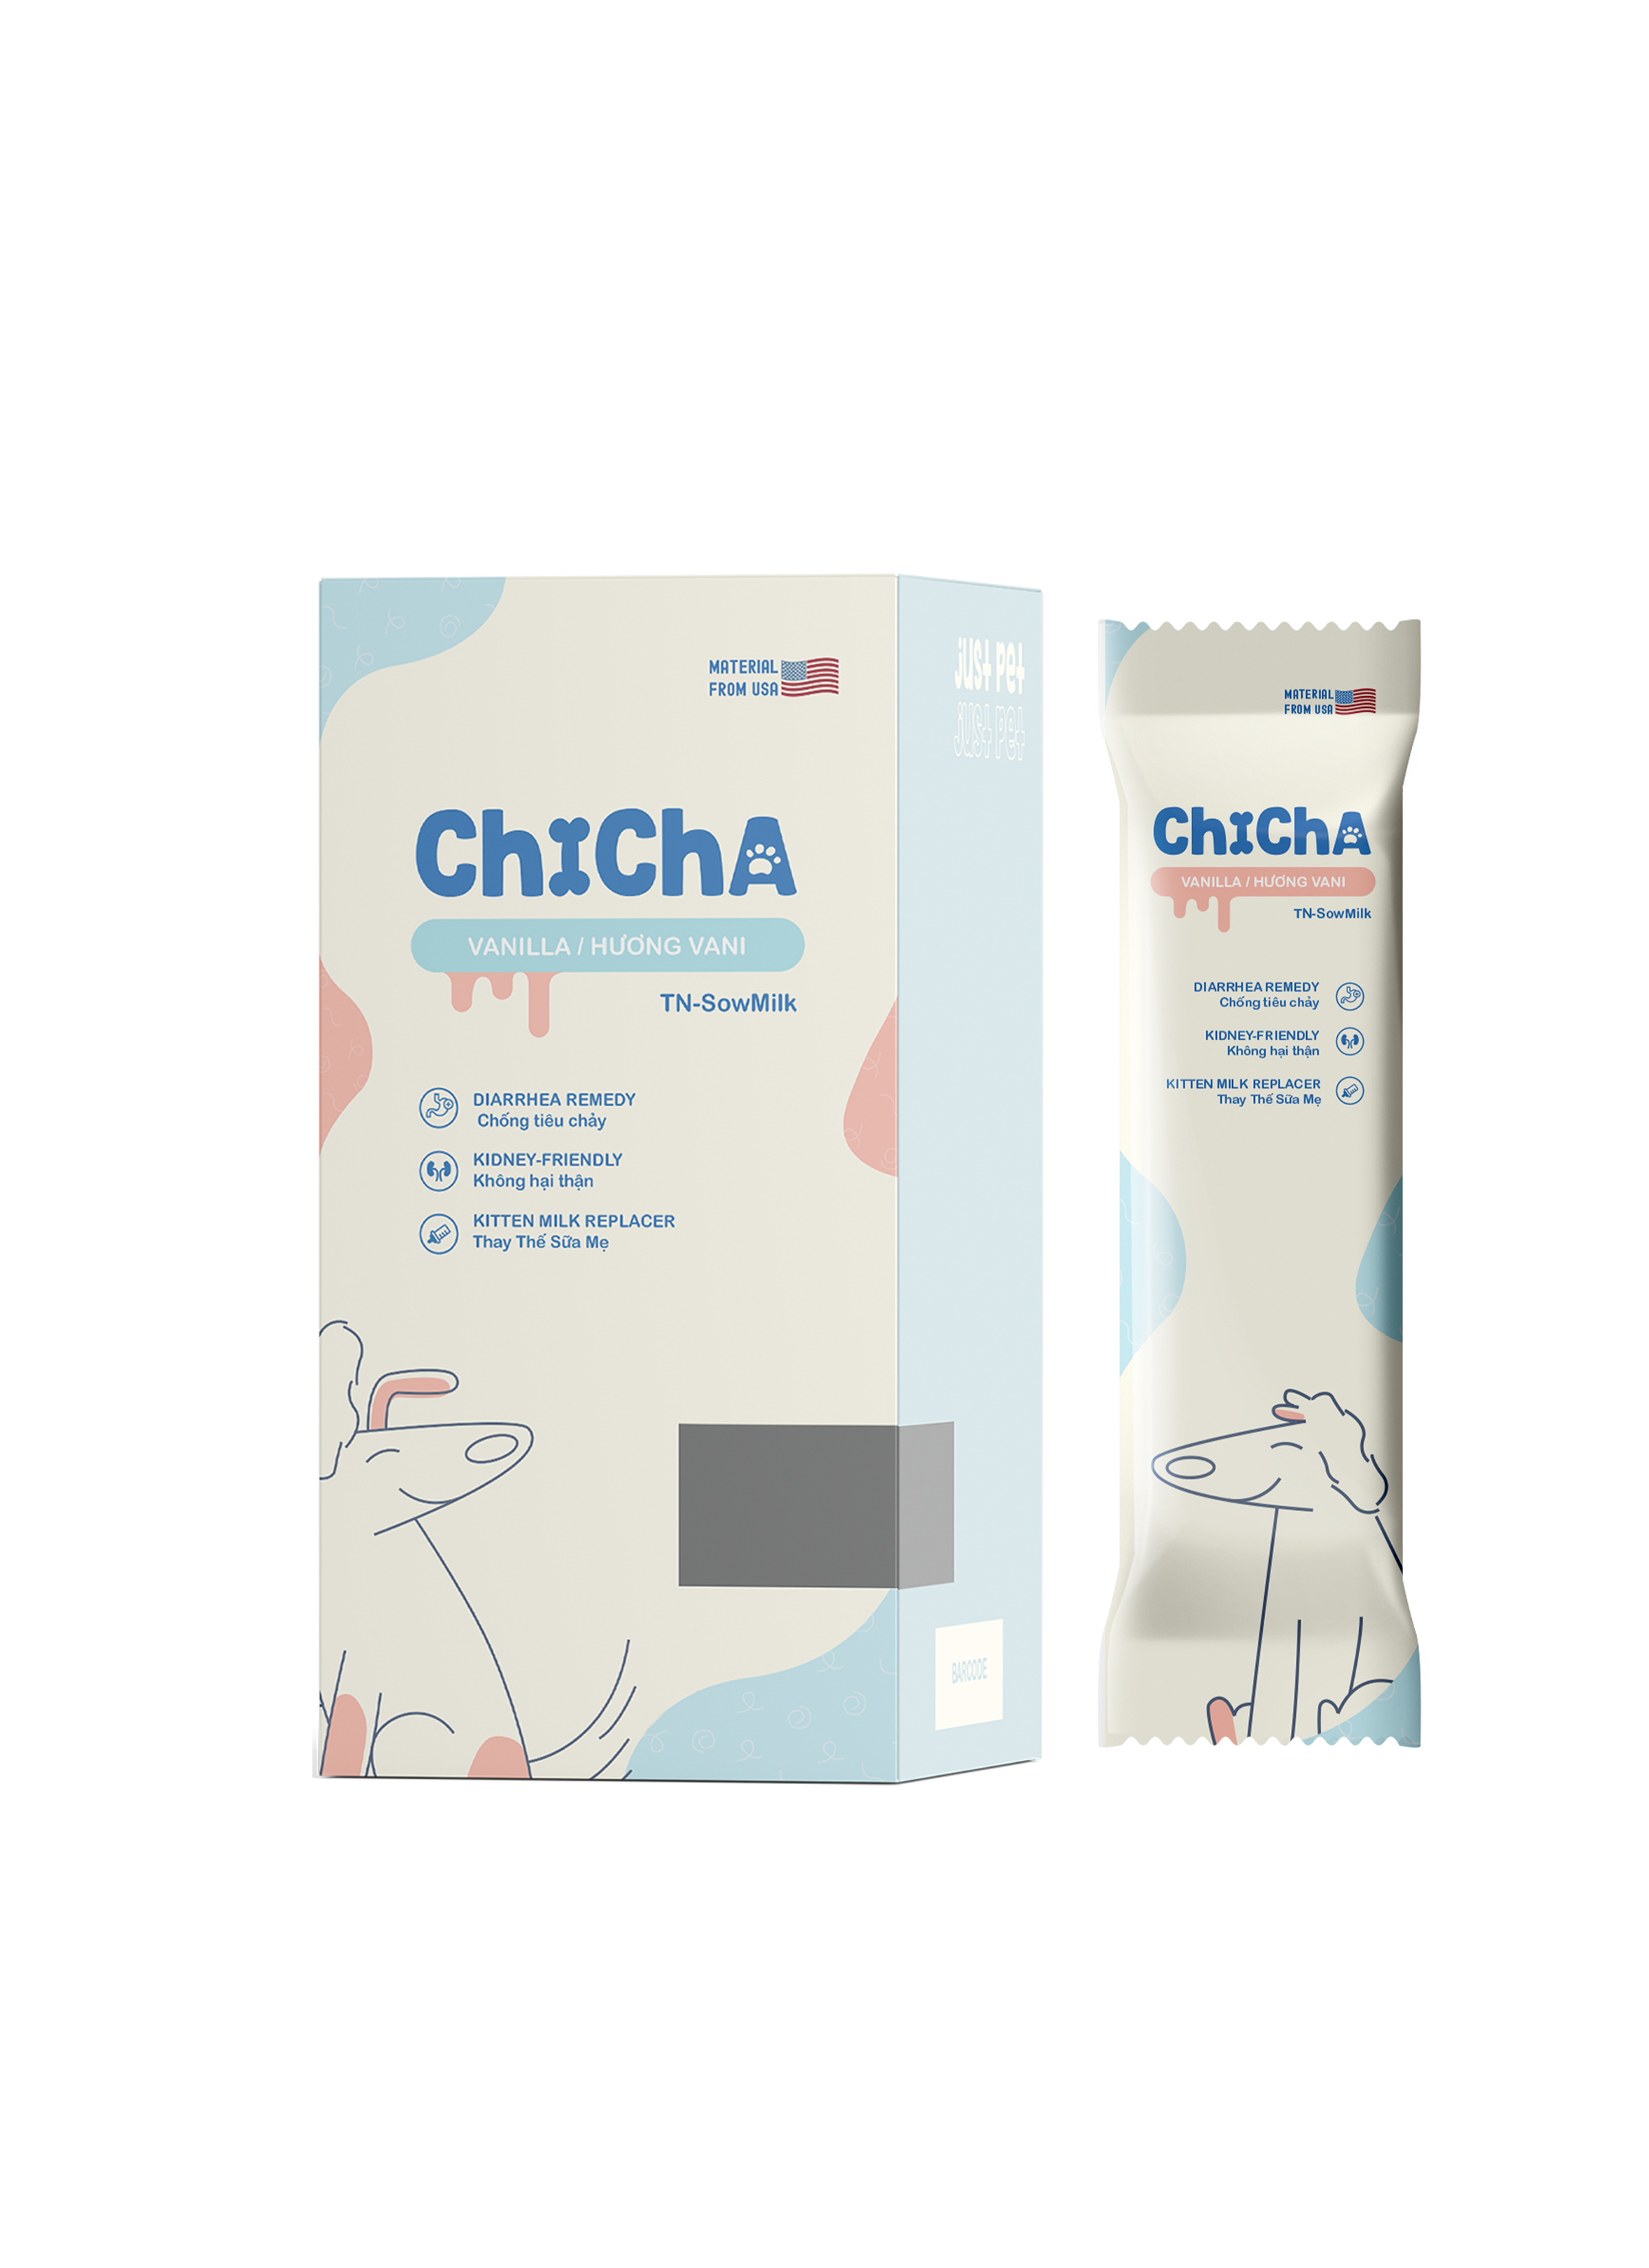 MATERIAL
FROM USA
ChiChA
VANILLA / HƯƠNG VANI
TN-SowMilk
DIARRHEA REMEDY
Chống tiêu chảy
KIDNEY-FRIENDLY
Không hại thận
KITTEN MILK REPLACER
Thay Thế Sữa Mẹ
just pet
just pet
BARCODE
MATERIAL
FROM USA
ChiChA
VANILLA / HƯƠNG VANI
TN-SowMilk
DIARRHEA REMEDY
Chống tiêu chảy
KIDNEY-FRIENDLY
Không hại thận
KITTEN MILK REPLACER
Thay Thế Sữa Mẹ